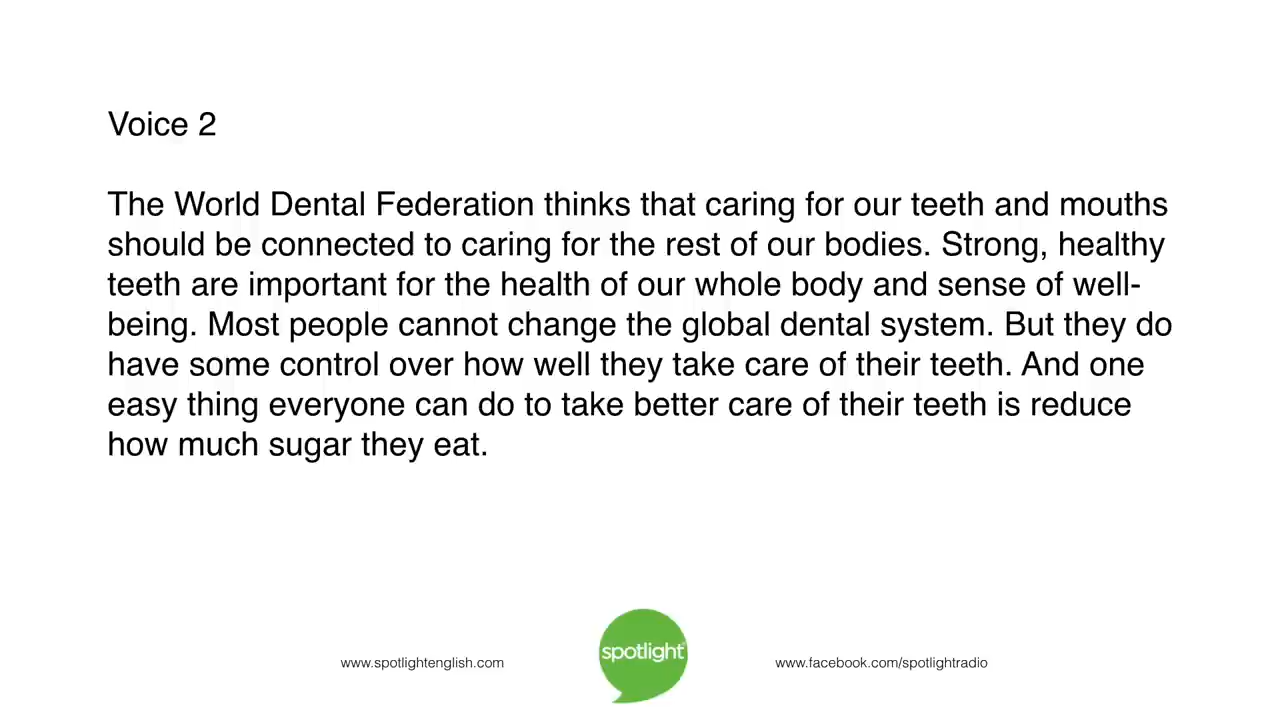 Voice 2
The World Dental Federation thinks that caring for our teeth and mouths
should be connected to caring for the rest of our bodies. Strong, healthy
teeth are important for the health of our whole body and sense of well-
being. Most people cannot change the global dental system. But they do
have some control over how well they take care of their teeth. And one
easy thing everyone can do to take better care of their teeth is reduce
how much sugar they eat.
www.spotlightenglish.com
spotlight
www.facebook.com/spotlightradio